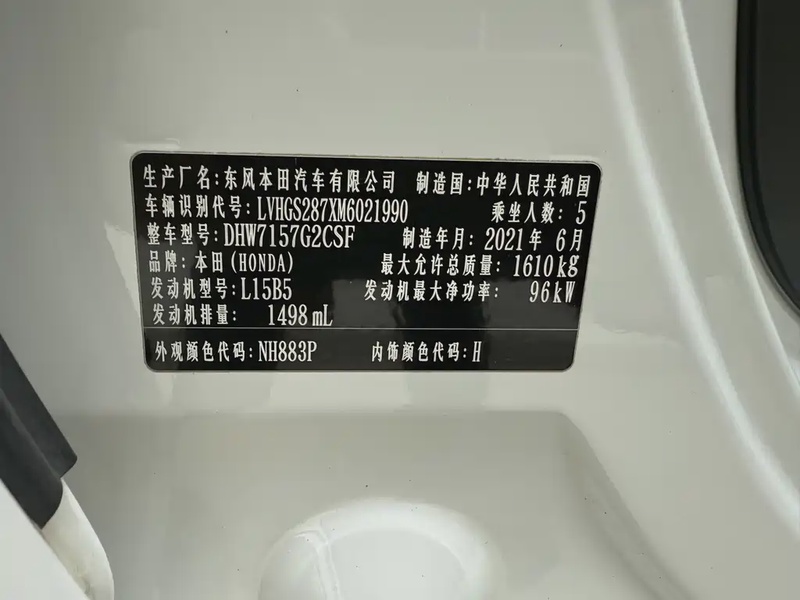 生产厂名:东风本田汽车有限公司 制造国:中华人民共和国
车辆识别代号:LVHGS287XM6021990 乘坐人数:5
整车型号:DHW7157G2CSF 制造年月:2021年 6月
品牌:本田(HONDA) 最大允许总质量:1610kg
发动机型号:L15B5 发动机最大净功率: 96kW
发动机排量: 1498mL
外观颜色代码:NH883P 内饰颜色代码:H